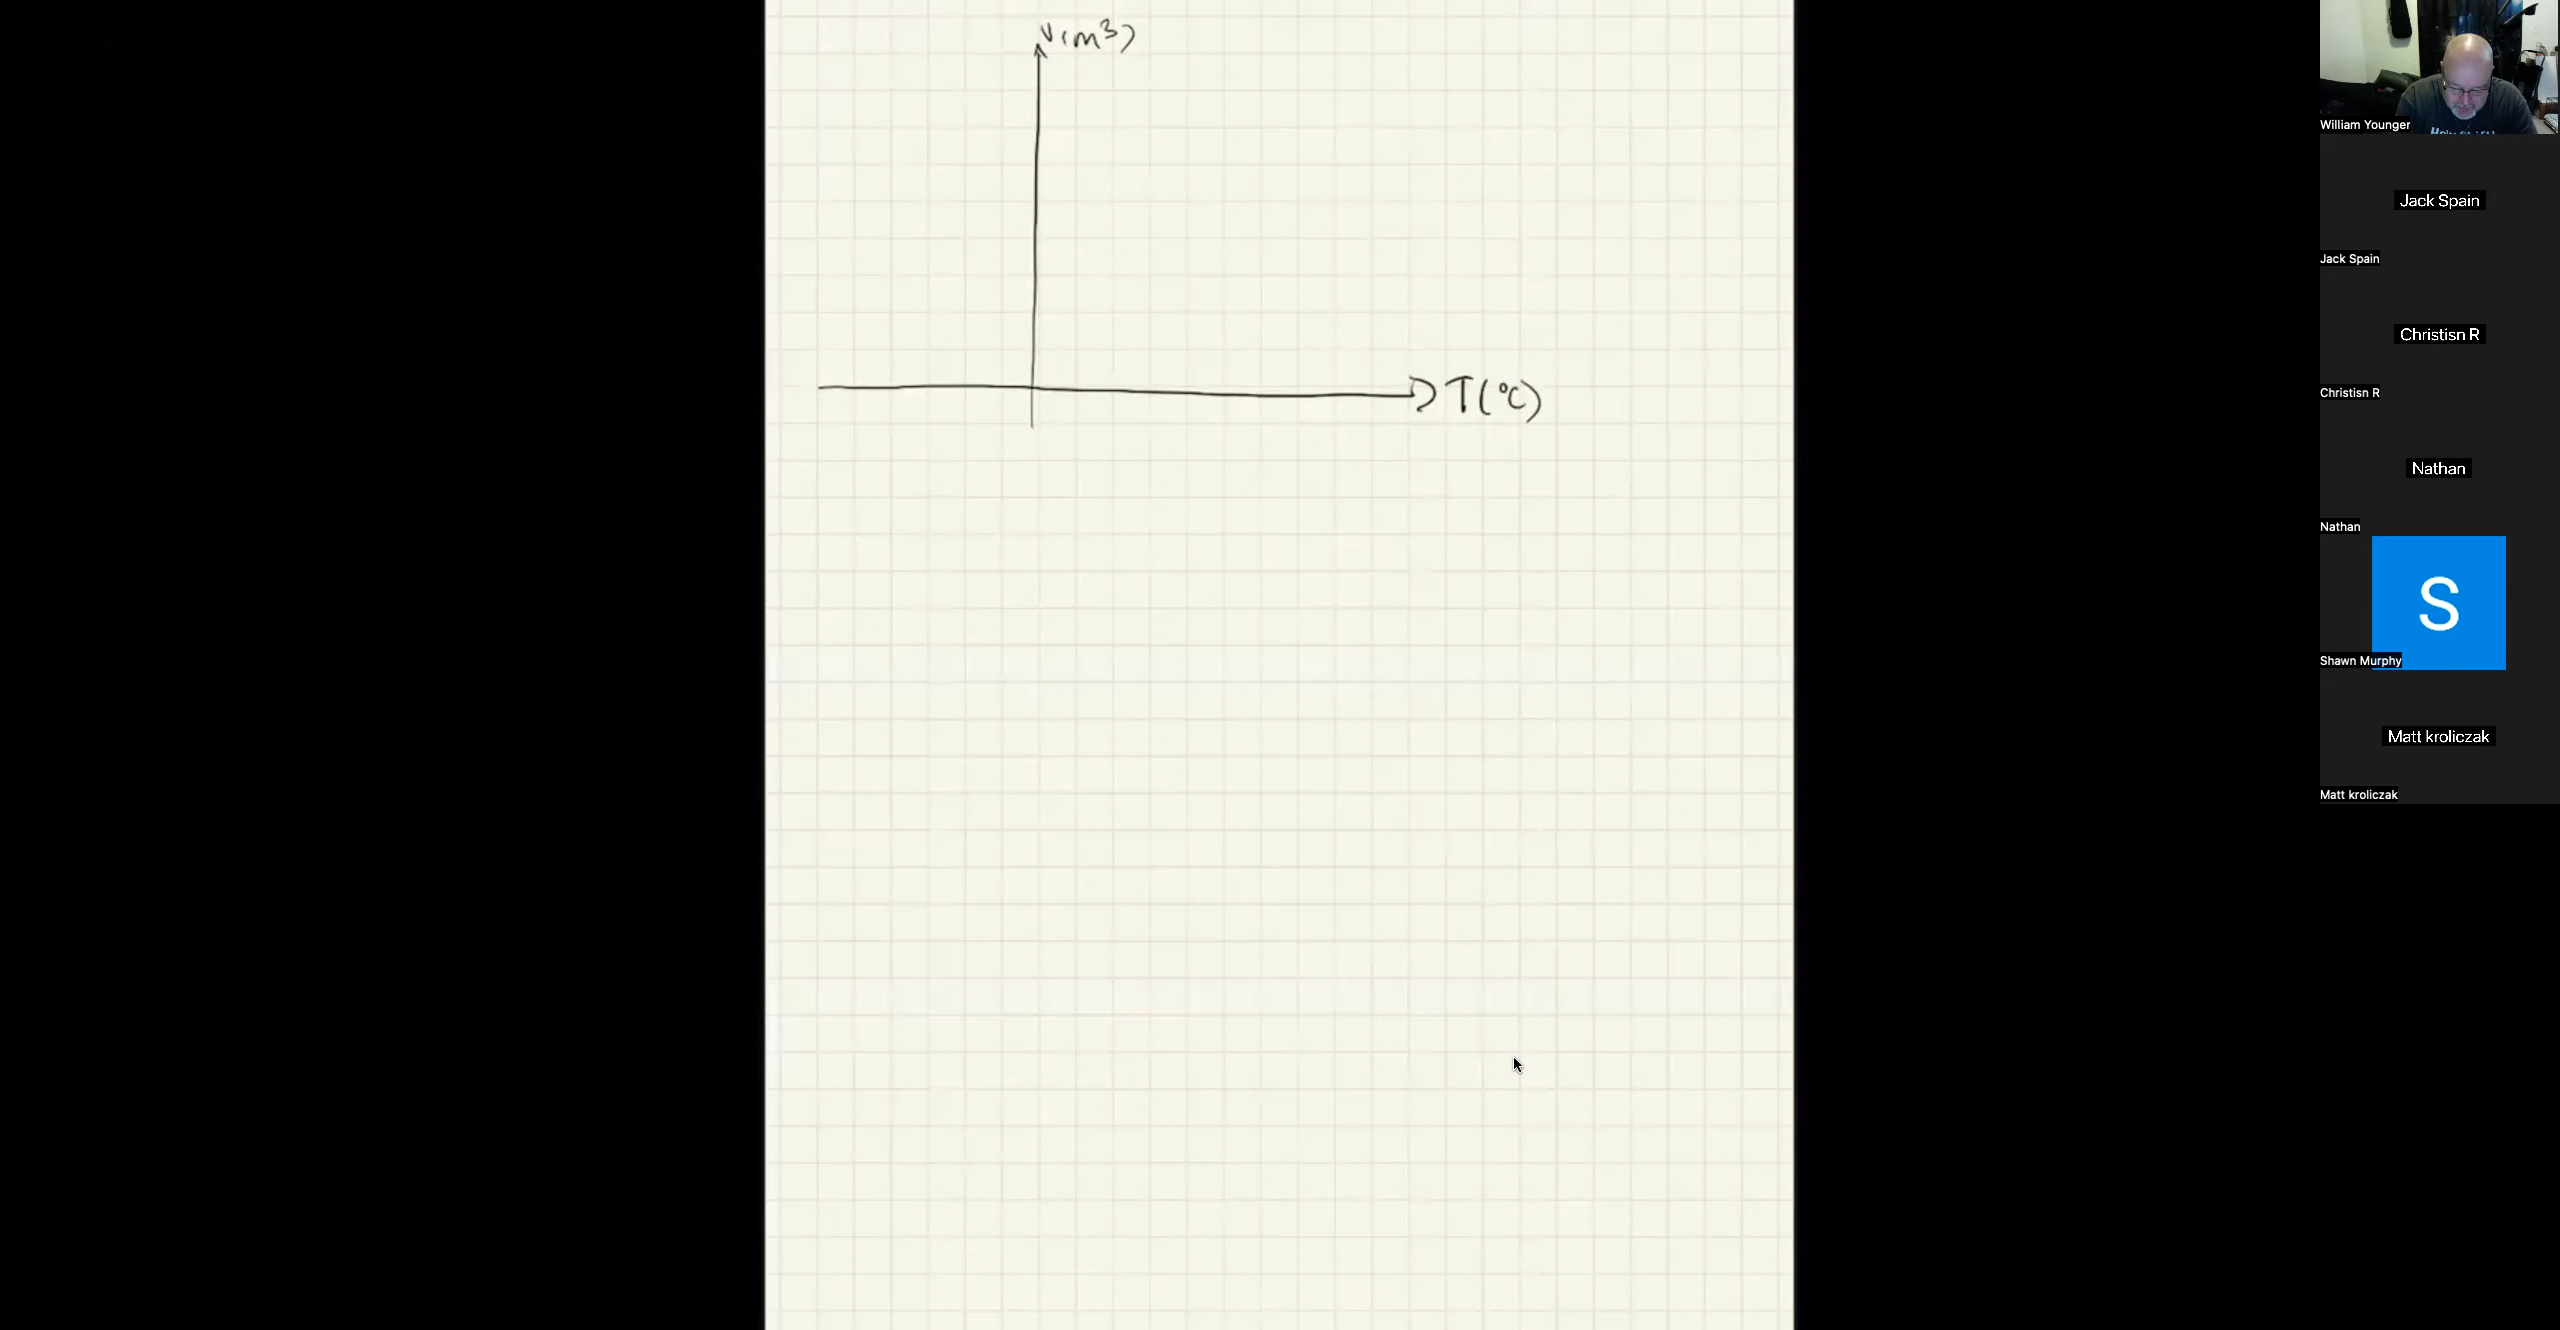 V(m³)
T(°C)
William Younger
Jack Spain
Jack Spain
Christisn R
Christisn R
Nathan
Nathan
S
Shawn Murphy
Matt kroliczak
Matt kroliczak